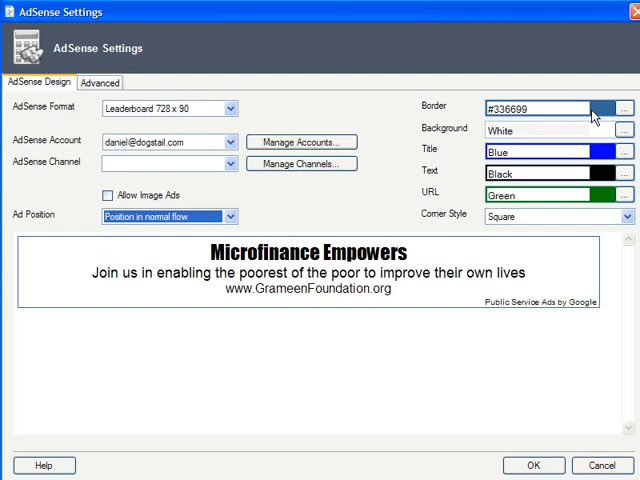 AdSense Settings
AdSense Settings
AdSense Design
Advanced
AdSense Format
Leaderboard 728 x 90
AdSense Account
daniel@dogstail.com
Manage Accounts...
AdSense Channel
Manage Channels...
Allow Image Ads
Ad Position
Position in normal flow
Border
#336699
...
Background
White
...
Title
Blue
...
Text
Black
...
URL
Green
...
Corner Style
Square
Microfinance Empowers
Join us in enabling the poorest of the poor to improve their own lives
www.GrameenFoundation.org
Public Service Ads by Google
Help
OK
Cancel